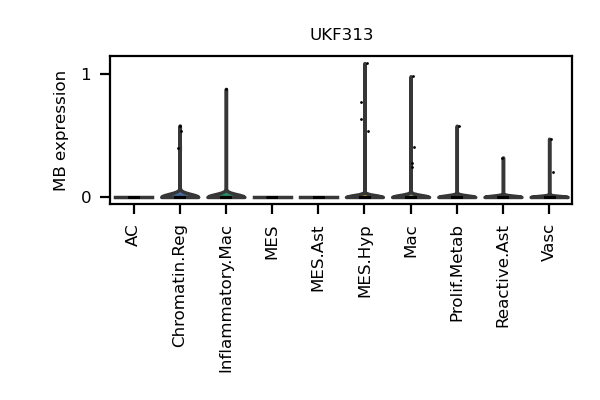 UKF313
MB expression
1
0
AC
Chromatin.Reg
Inflammatory.Mac
MES
MES.Ast
MES.Hyp
Mac
Prolif.Metab
Reactive.Ast
Vasc